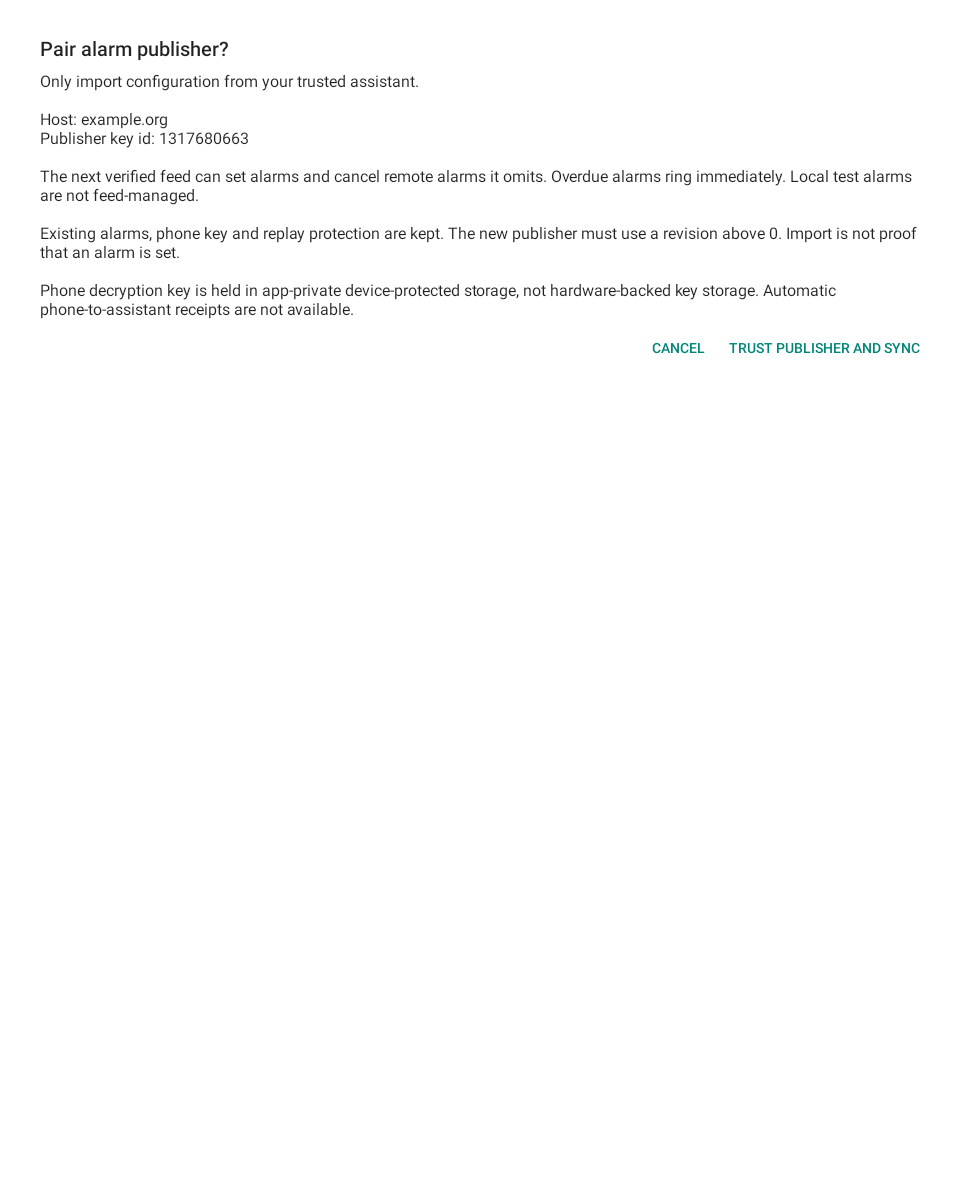 Pair alarm publisher?
Only import configuration from your trusted assistant.
Host: example.org
Publisher key id: 1317680663
The next verified feed can set alarms and cancel remote alarms it omits. Overdue alarms ring immediately. Local test alarms
are not feed-managed.
Existing alarms, phone key and replay protection are kept. The new publisher must use a revision above 0. Import is not proof
that an alarm is set.
Phone decryption key is held in app-private device-protected storage, not hardware-backed key storage. Automatic
phone-to-assistant receipts are not available.
CANCEL TRUST PUBLISHER AND SYNC